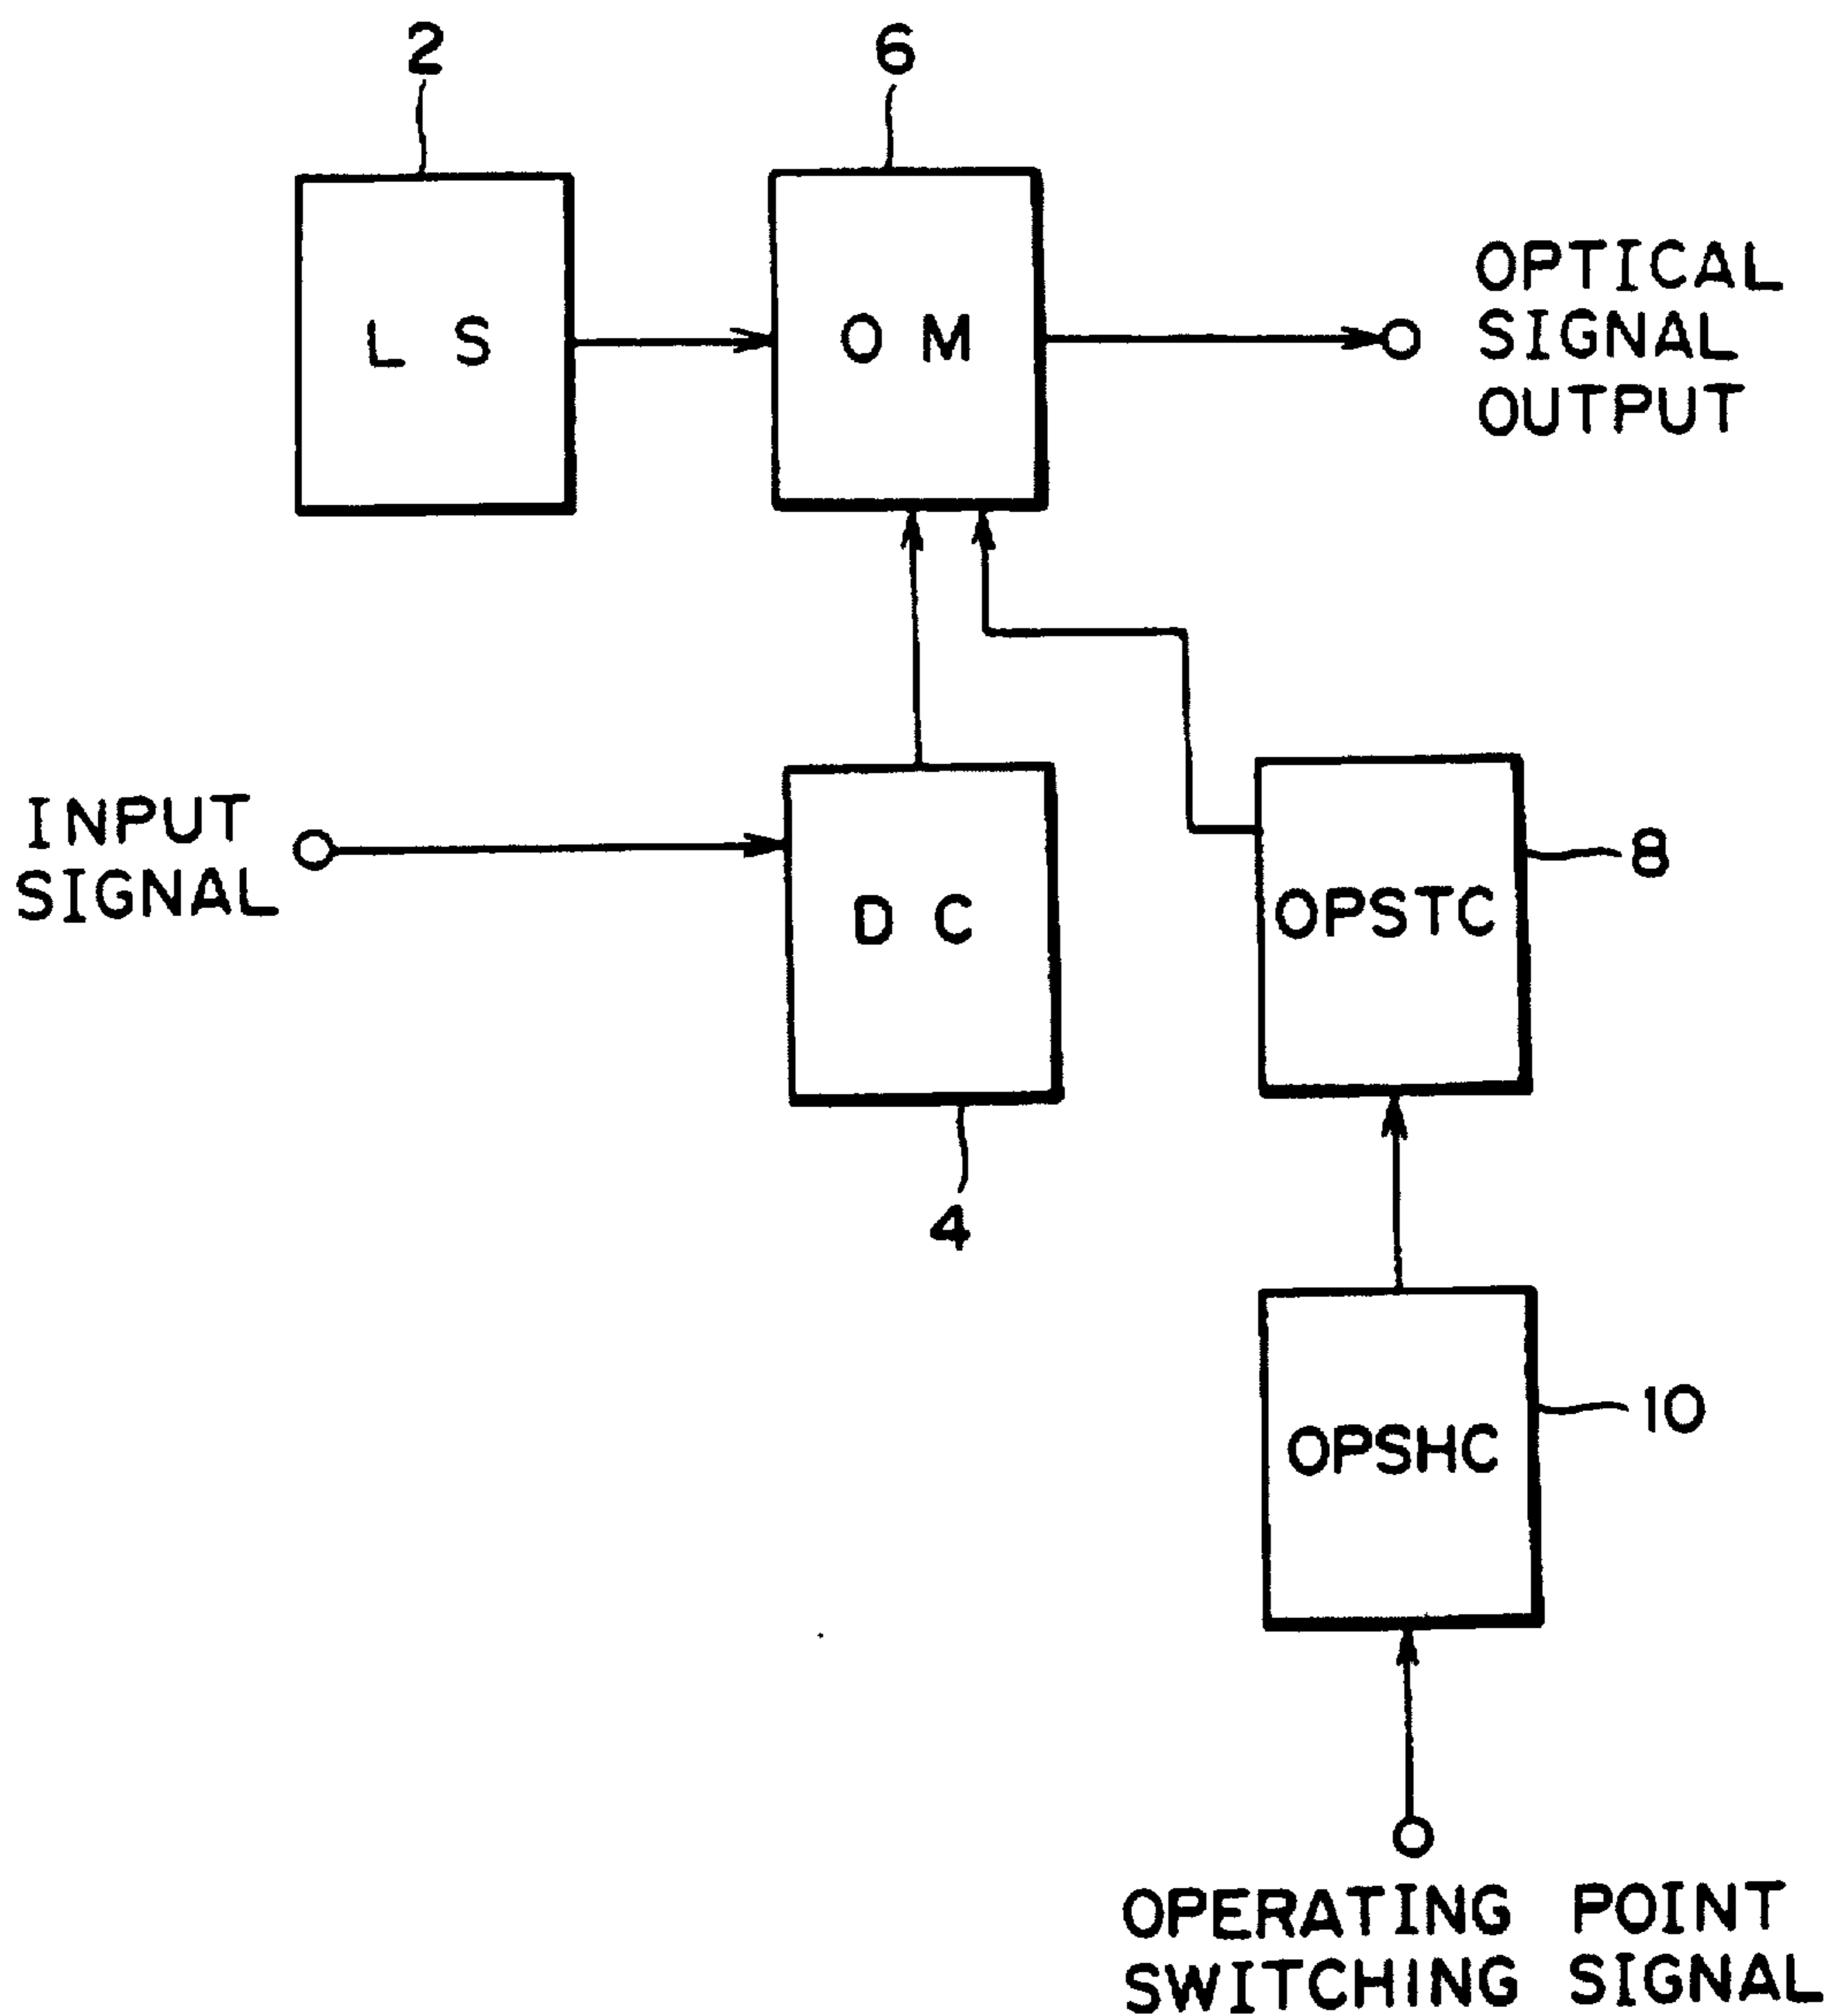 2
6
L S
O M
OPTICAL
SIGNAL
OUTPUT
INPUT
SIGNAL
D C
OPSTC
8
4
OPSHC
10
OPERATING POINT
SWITCHING SIGNAL